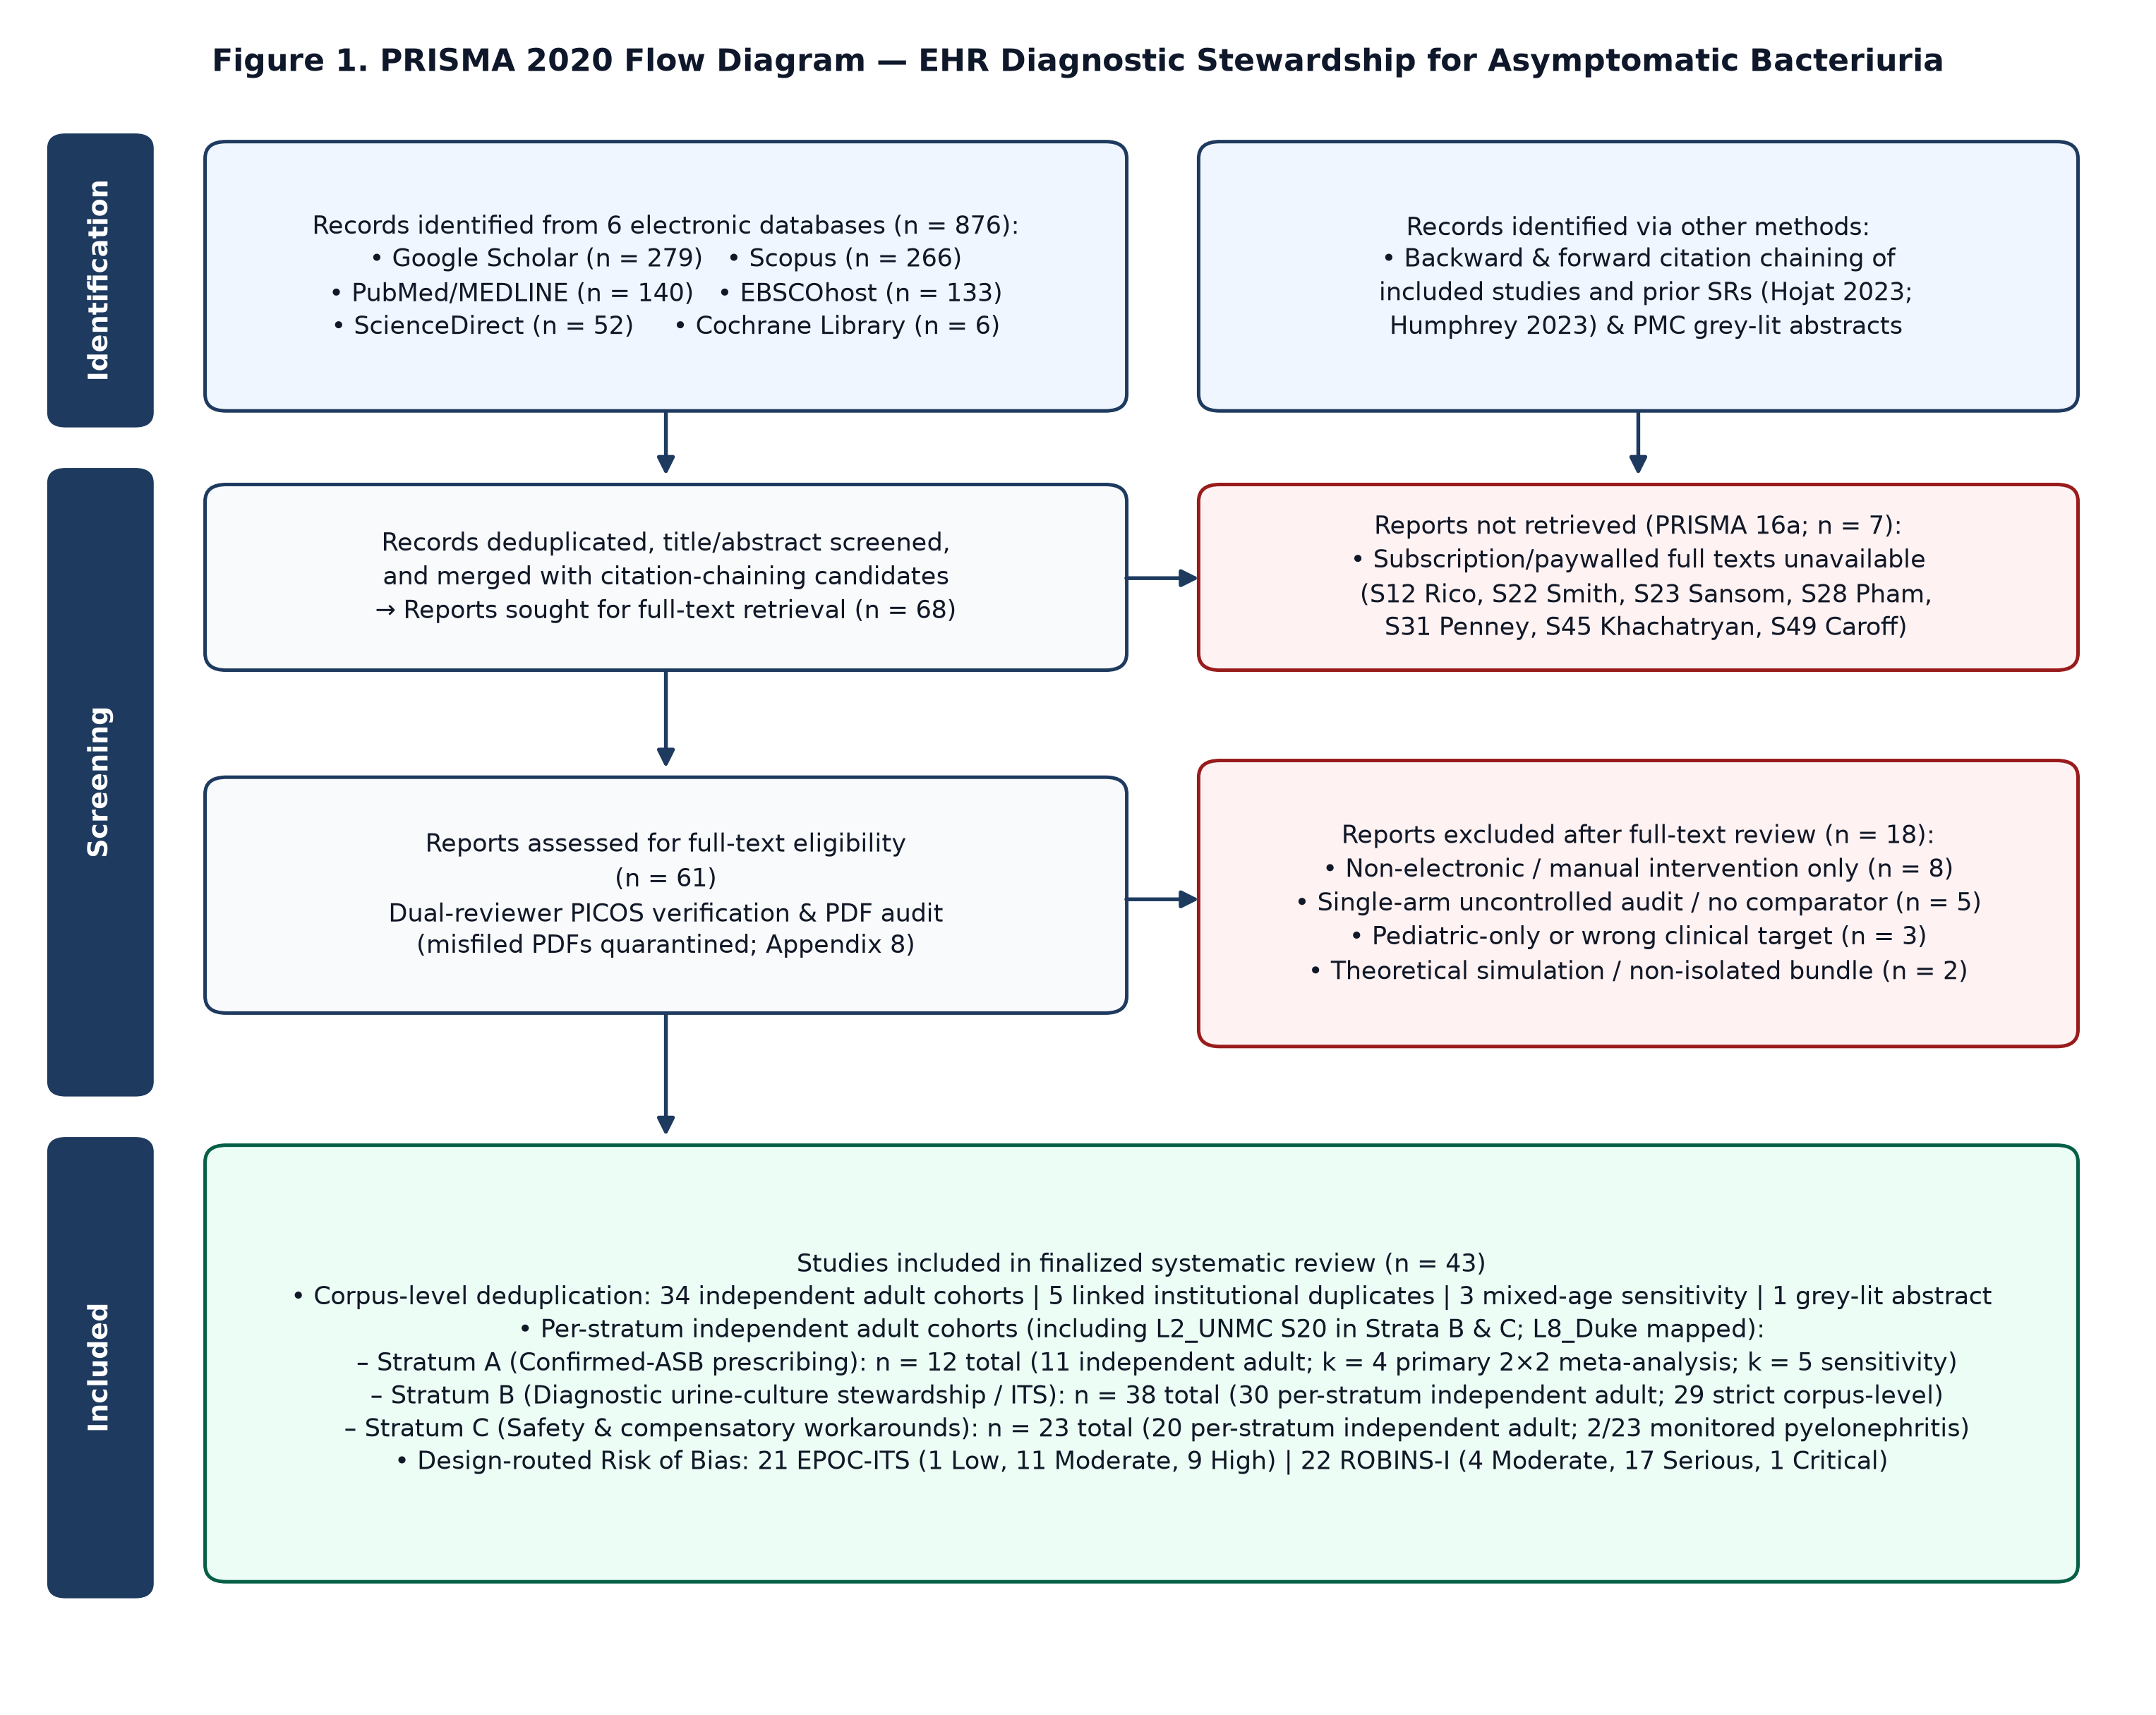 Figure 1. PRISMA 2020 Flow Diagram — EHR Diagnostic Stewardship for Asymptomatic Bacteriuria
Identification
Records identified from 6 electronic databases (n = 876):
• Google Scholar (n = 279)   • Scopus (n = 266)
• PubMed/MEDLINE (n = 140)   • EBSCOhost (n = 133)
• ScienceDirect (n = 52)     • Cochrane Library (n = 6)
Records identified via other methods:
• Backward & forward citation chaining of
included studies and prior SRs (Hojat 2023;
Humphrey 2023) & PMC grey-lit abstracts
Screening
Records deduplicated, title/abstract screened,
and merged with citation-chaining candidates
→ Reports sought for full-text retrieval (n = 68)
Reports not retrieved (PRISMA 16a; n = 7):
• Subscription/paywalled full texts unavailable
(S12 Rico, S22 Smith, S23 Sansom, S28 Pham,
S31 Penney, S45 Khachatryan, S49 Caroff)
Reports assessed for full-text eligibility
(n = 61)
Dual-reviewer PICOS verification & PDF audit
(misfiled PDFs quarantined; Appendix 8)
Reports excluded after full-text review (n = 18):
• Non-electronic / manual intervention only (n = 8)
• Single-arm uncontrolled audit / no comparator (n = 5)
• Pediatric-only or wrong clinical target (n = 3)
• Theoretical simulation / non-isolated bundle (n = 2)
Included
Studies included in finalized systematic review (n = 43)
• Corpus-level deduplication: 34 independent adult cohorts | 5 linked institutional duplicates | 3 mixed-age sensitivity | 1 grey-lit abstract
• Per-stratum independent adult cohorts (including L2_UNMC S20 in Strata B & C; L8_Duke mapped):
– Stratum A (Confirmed-ASB prescribing): n = 12 total (11 independent adult; k = 4 primary 2×2 meta-analysis; k = 5 sensitivity)
– Stratum B (Diagnostic urine-culture stewardship / ITS): n = 38 total (30 per-stratum independent adult; 29 strict corpus-level)
– Stratum C (Safety & compensatory workarounds): n = 23 total (20 per-stratum independent adult; 2/23 monitored pyelonephritis)
• Design-routed Risk of Bias: 21 EPOC-ITS (1 Low, 11 Moderate, 9 High) | 22 ROBINS-I (4 Moderate, 17 Serious, 1 Critical)